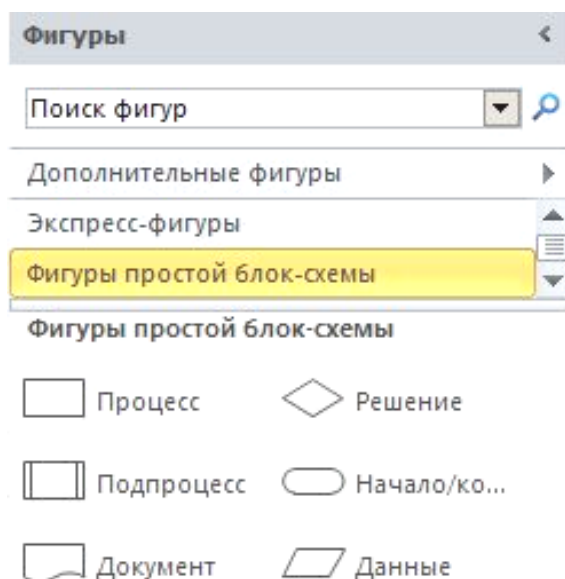 Фигуры
Поиск фигур
Дополнительные фигуры
Экспресс-фигуры
Фигуры простой блок-схемы
Фигуры простой блок-схемы
Процесс Решение
Подпроцесс Начало/ко...
Документ Данные